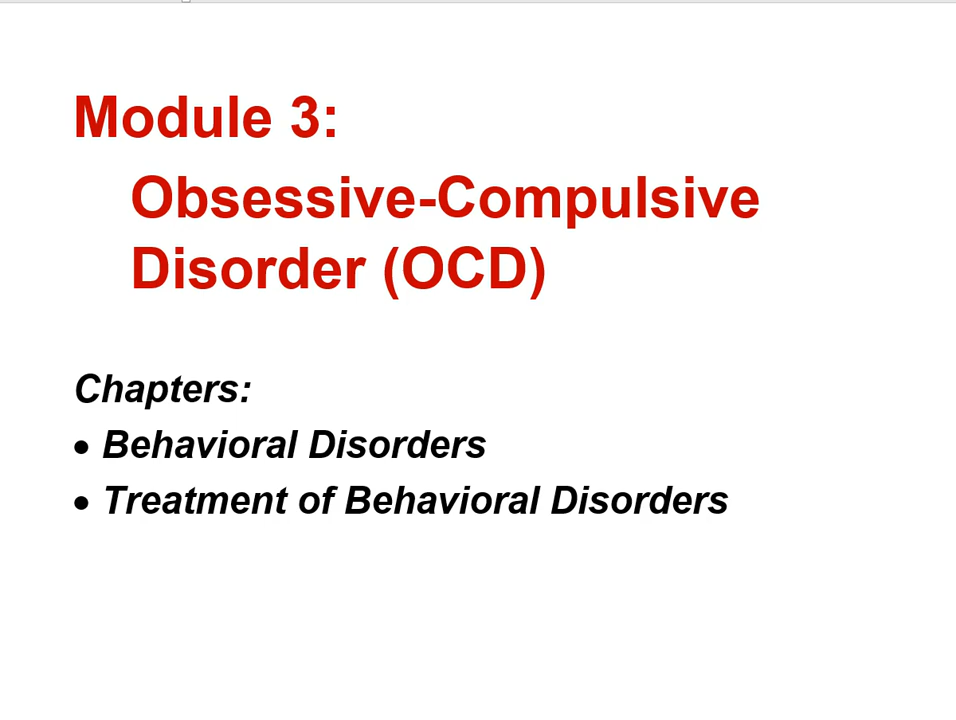 Module 3:
Obsessive-Compulsive
Disorder (OCD)
Chapters:
• Behavioral Disorders
• Treatment of Behavioral Disorders